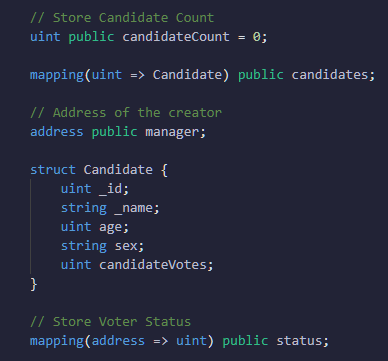 // Store Candidate Count
uint public candidateCount = 0;
mapping(uint => Candidate) public candidates;
// Address of the creator
address public manager;
struct Candidate {
uint _id;
string _name;
uint age;
string sex;
uint candidateVotes;
}
// Store Voter Status
mapping(address => uint) public status;